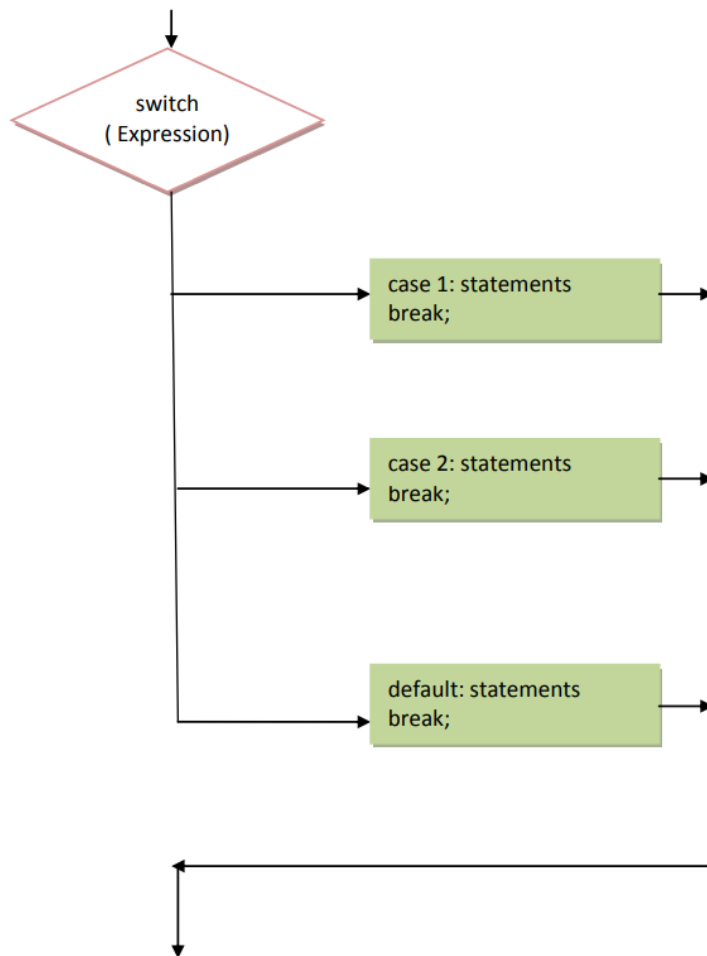 switch
( Expression)
case 1: statements
break;
case 2: statements
break;
default: statements
break;